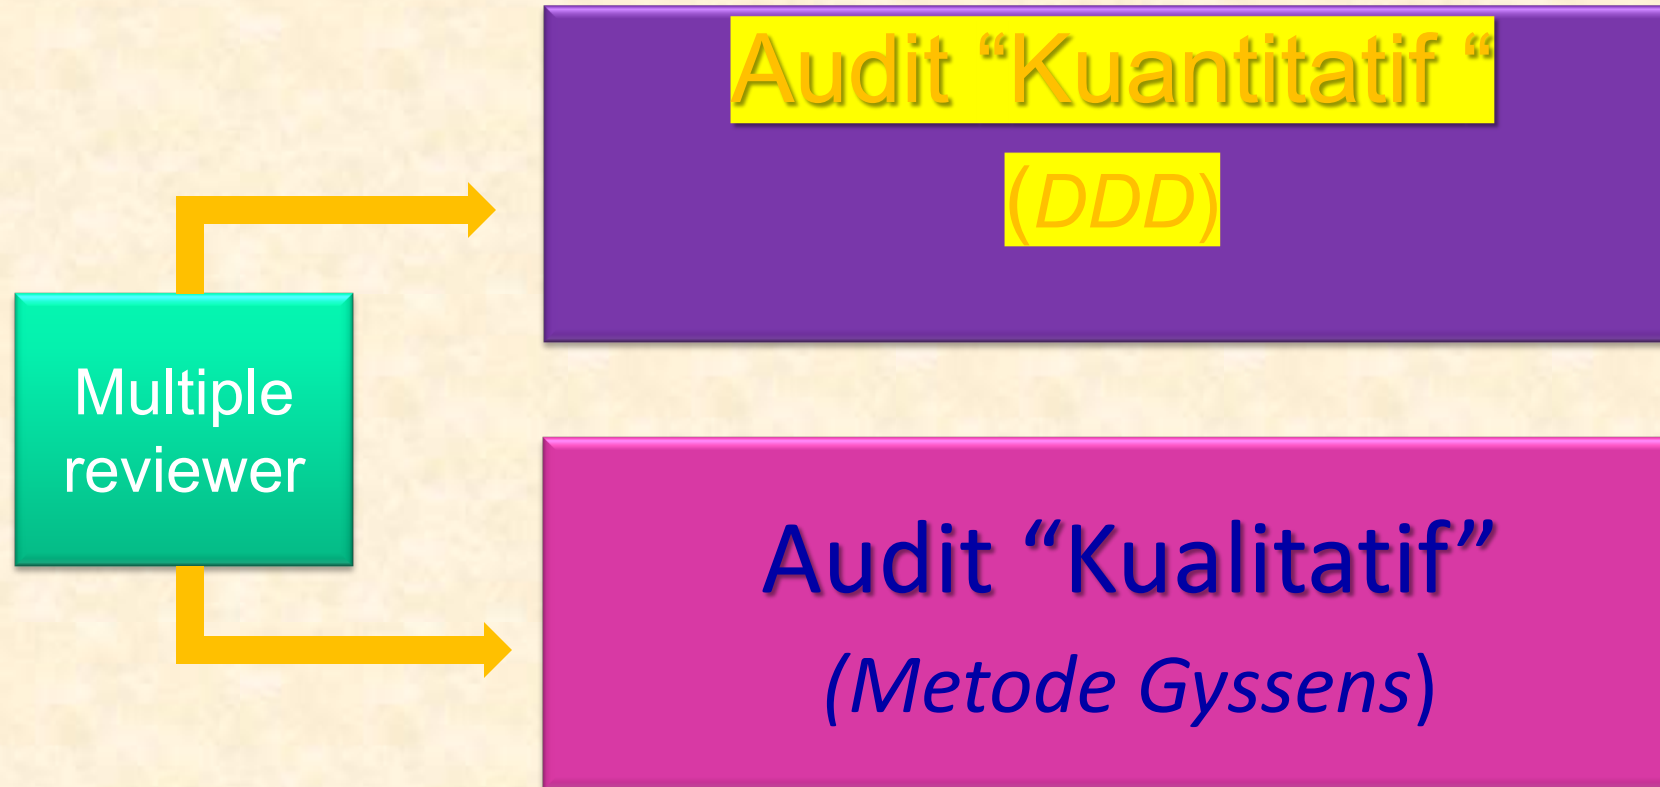 Audit “Kuantitatif “
(DDD)
Multiple
reviewer
Audit “Kualitatif”
(Metode Gyssens)